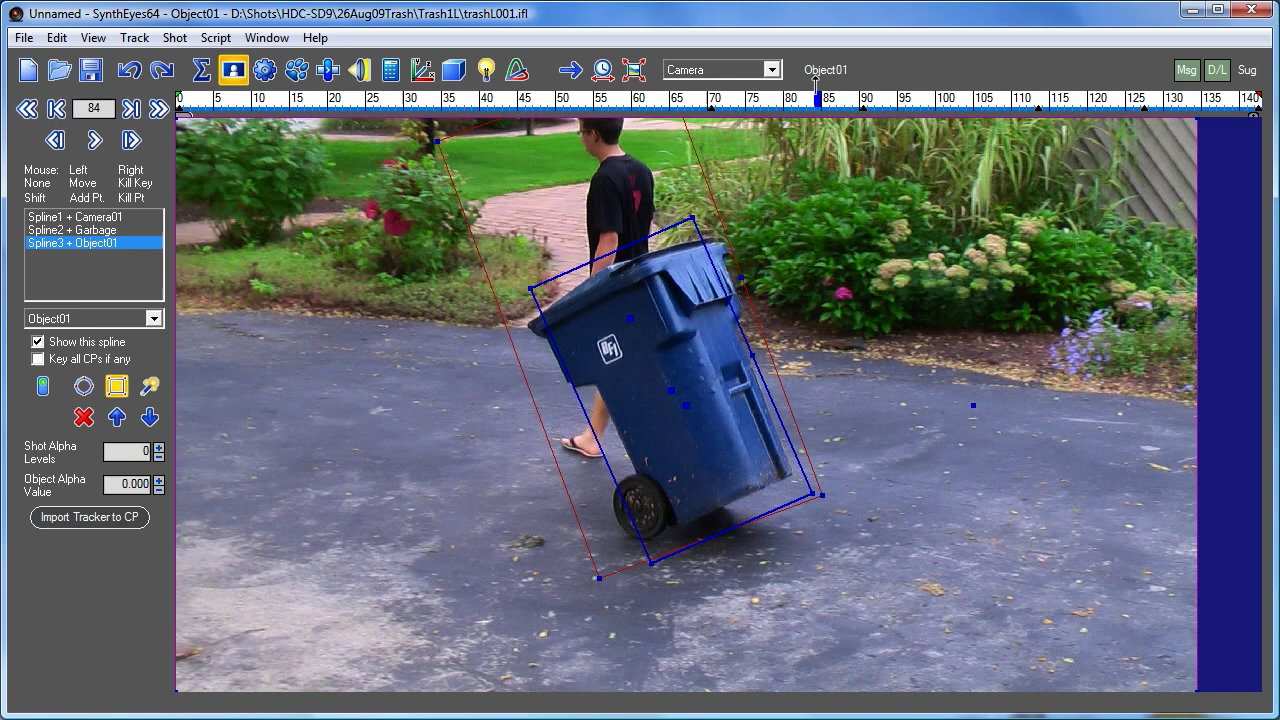 Unnamed - SynthEyes64 - Object01 - D:\Shots\HDC-SD9\26Aug09Trash\Trash1L\trashL001.ifl
File Edit View Track Shot Script Window Help
Camera Object01 Msg D/L Sug
84
0 5 10 15 20 25 30 35 40 45 50 55 60 65 70 75 80 85 90 95 100 105 110 115 120 125 130 135 140
Mouse: Left Right
None Move Kill Key
Shift Add Pt. Kill Pt
Spline1 + Camera01
Spline2 + Garbage
Spline3 + Object01
Object01
Show this spline
Key all CPs if any
Shot Alpha
Levels 0
Object Alpha
Value 0.000
Import Tracker to CP
BFI